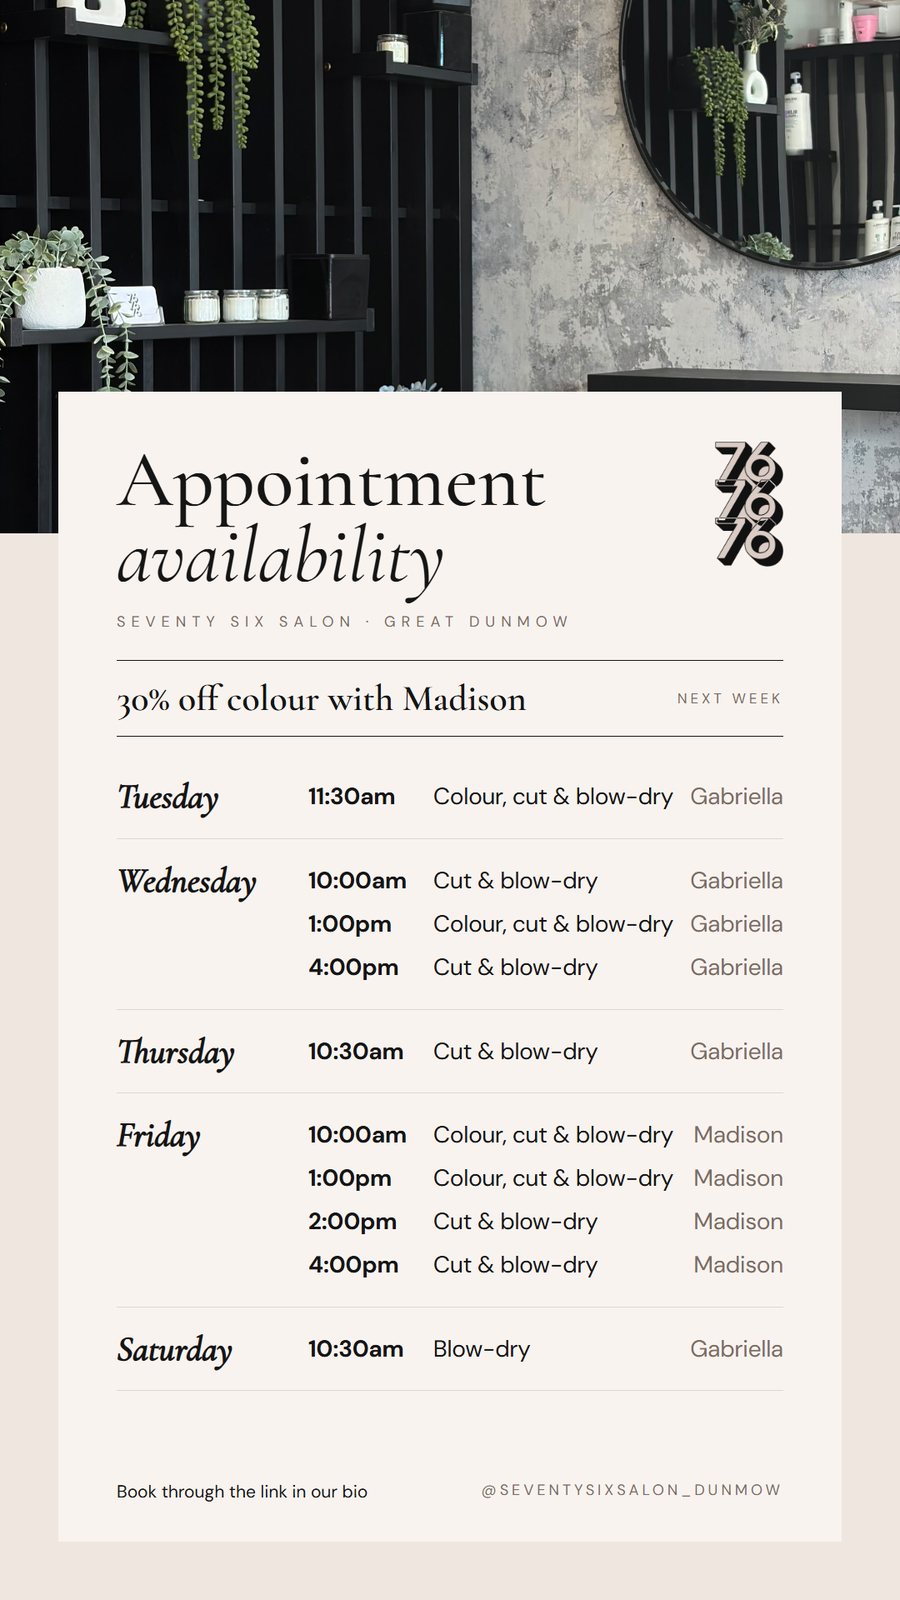 Appointment
availability
76
76
76
SEVENTY SIX SALON · GREAT DUNMOW
30% off colour with Madison NEXT WEEK
Tuesday 11:30am Colour, cut & blow-dry Gabriella
Wednesday 10:00am Cut & blow-dry Gabriella
1:00pm Colour, cut & blow-dry Gabriella
4:00pm Cut & blow-dry Gabriella
Thursday 10:30am Cut & blow-dry Gabriella
Friday 10:00am Colour, cut & blow-dry Madison
1:00pm Colour, cut & blow-dry Madison
2:00pm Cut & blow-dry Madison
4:00pm Cut & blow-dry Madison
Saturday 10:30am Blow-dry Gabriella
Book through the link in our bio @SEVENTYSIXSALON_DUNMOW